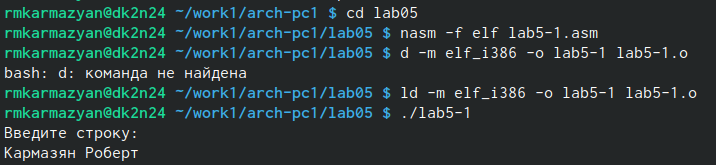 rmkarmazyan@dk2n24 ~/work1/arch-pc1 $ cd lab05
rmkarmazyan@dk2n24 ~/work1/arch-pc1/lab05 $ nasm -f elf lab5-1.asm
rmkarmazyan@dk2n24 ~/work1/arch-pc1/lab05 $ d -m elf_i386 -o lab5-1 lab5-1.o
bash: d: команда не найдена
rmkarmazyan@dk2n24 ~/work1/arch-pc1/lab05 $ ld -m elf_i386 -o lab5-1 lab5-1.o
rmkarmazyan@dk2n24 ~/work1/arch-pc1/lab05 $ ./lab5-1
Введите строку:
Кармазян Роберт